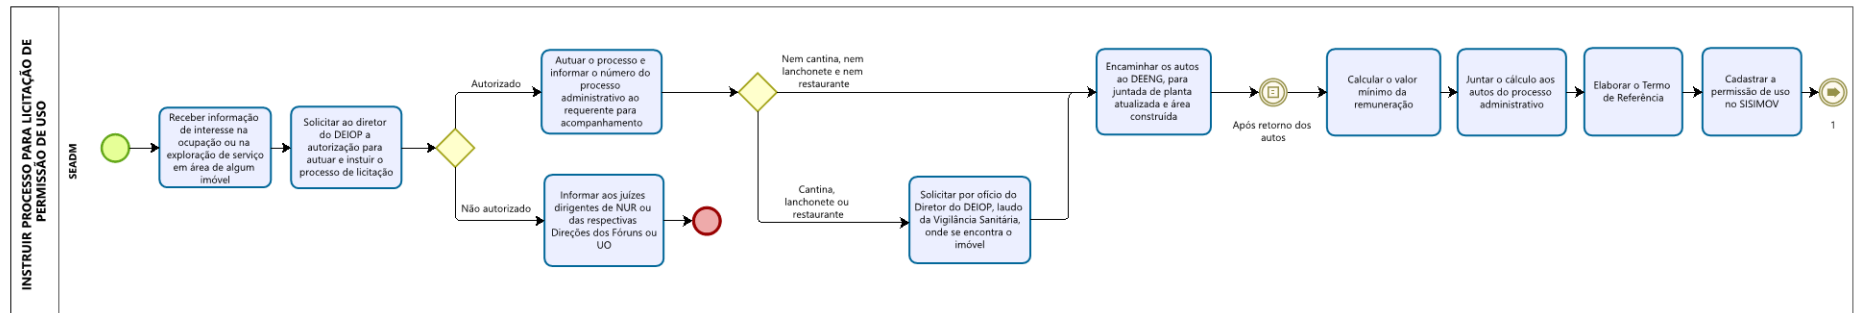 INSTRUIR PROCESSO PARA LICITAÇÃO DE
PERMISSÃO DE USO
SEADM
Receber informação
de interesse na
ocupação ou na
exploração de serviço
em área de algum
imóvel
Solicitar ao diretor
do DEIOP a
autorização para
autuar e instuir o
processo de licitação
Autorizado
Não autorizado
Autuar o processo e
informar o número do
processo
administrativo ao
requerente para
acompanhamento
Informar aos juízes
dirigentes de NUR ou
das respectivas
Direções dos Fóruns ou
UO
Nem cantina, nem
lanchonete e nem
restaurante
Cantina,
lanchonete ou
restaurante
Solicitar por ofício do
Diretor do DEIOP, laudo
da Vigilância Sanitária,
onde se encontra o
imóvel
Encaminhar os autos
ao DEENG, para
juntada de planta
atualizada e área
construída
Após retorno dos
autos
Calcular o valor
mínimo da
remuneração
Juntar o cálculo aos
autos do processo
administrativo
Elaborar o Termo
de Referência
Cadastrar a
permissão de uso
no SISIMOV
1